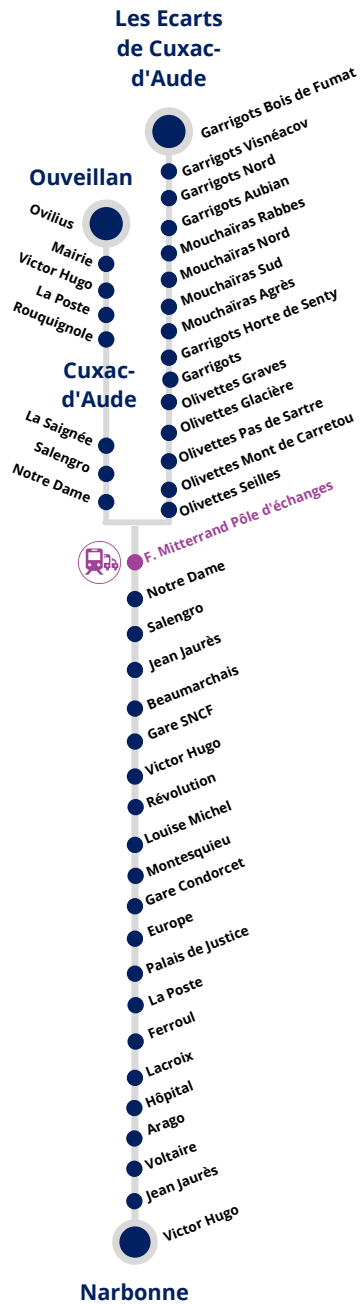 Les Ecarts
de Cuxac-
d'Aude
Garrigots Bois de Fumat
Garrigots Visnéacov
Garrigots Nord
Garrigots Aubian
Mouchaïras Rabbes
Mouchaïras Nord
Mouchaïras Sud
Mouchaïras Agrès
Garrigots Horte de Senty
Garrigots
Olivettes Graves
Olivettes Glacière
Olivettes Pas de Sartre
Olivettes Mont de Carretou
Olivettes Seilles
Ouveillan
Ovilius
Mairie
Victor Hugo
La Poste
Rouquignole
Cuxac-
d'Aude
La Saignée
Salengro
Notre Dame
F. Mitterrand Pôle d'échanges
Notre Dame
Salengro
Jean Jaurès
Beaumarchais
Gare SNCF
Victor Hugo
Révolution
Louise Michel
Montesquieu
Gare Condorcet
Europe
Palais de Justice
La Poste
Ferroul
Lacroix
Hôpital
Arago
Voltaire
Jean Jaurès
Victor Hugo
Narbonne